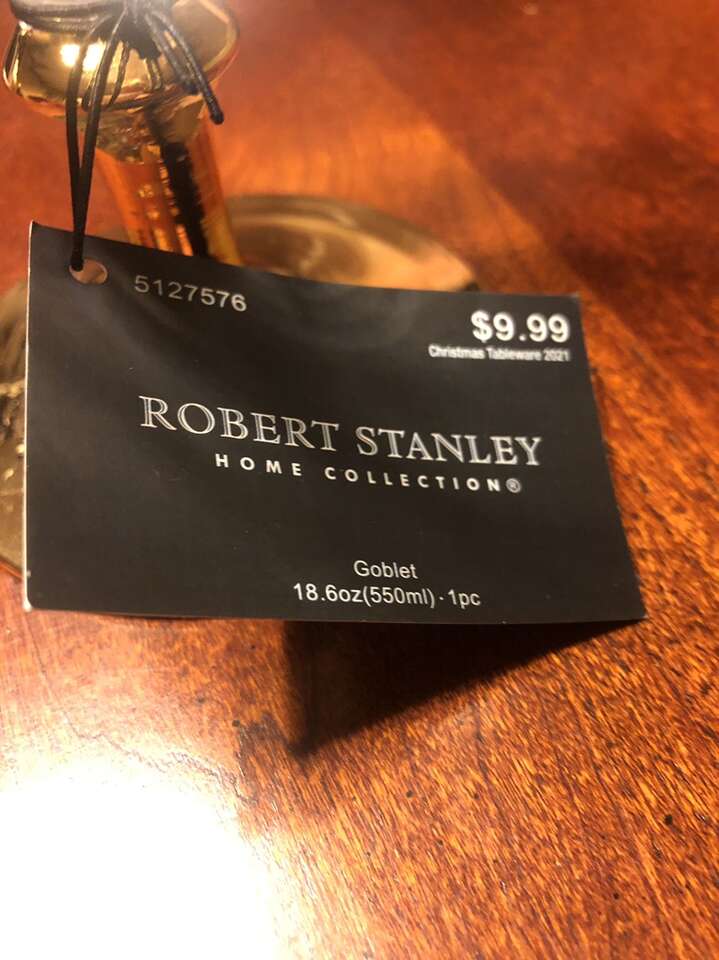 5127576
$9.99
Christmas Tableware 2021
ROBERT STANLEY
HOME COLLECTION®
Goblet
18.6oz(550ml)·1pc